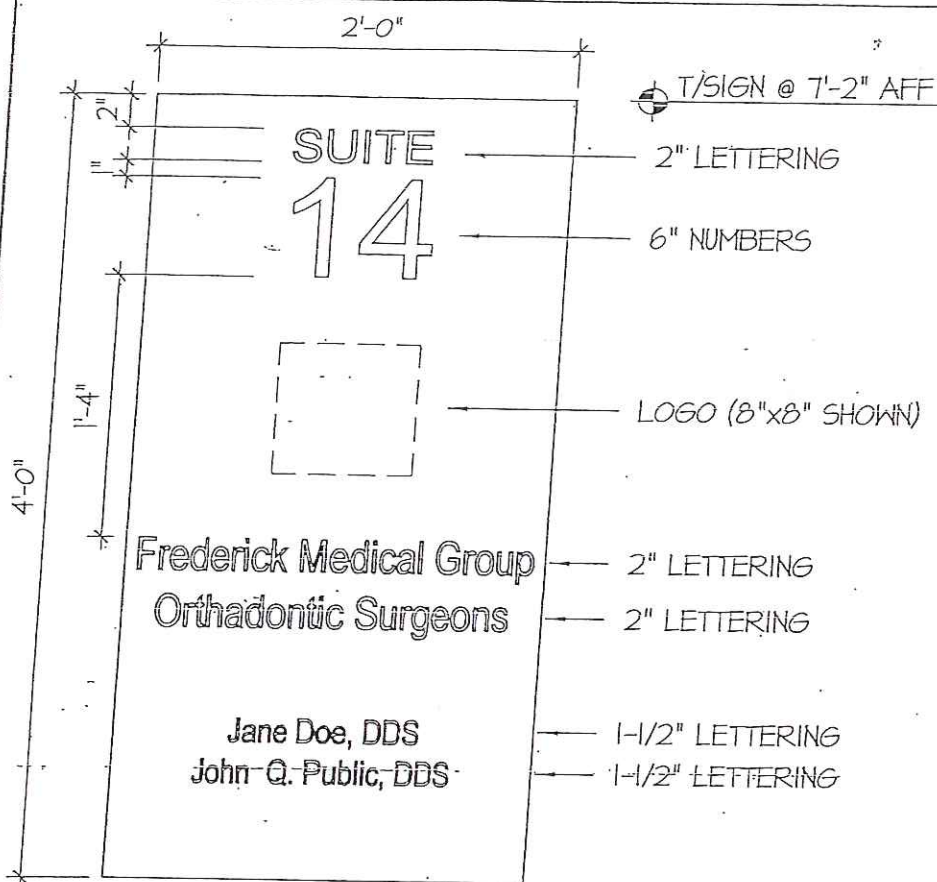 2'-0"
T/SIGN @ 7'-2" AFF
2"
SUITE
2" LETTERING
1"
14
6" NUMBERS
1'-4"
LOGO (8"x8" SHOWN)
4'-0"
Frederick Medical Group
2" LETTERING
Orthadontic Surgeons
2" LETTERING
Jane Doe, DDS
1-1/2" LETTERING
John Q. Public, DDS
1-1/2" LETTERING